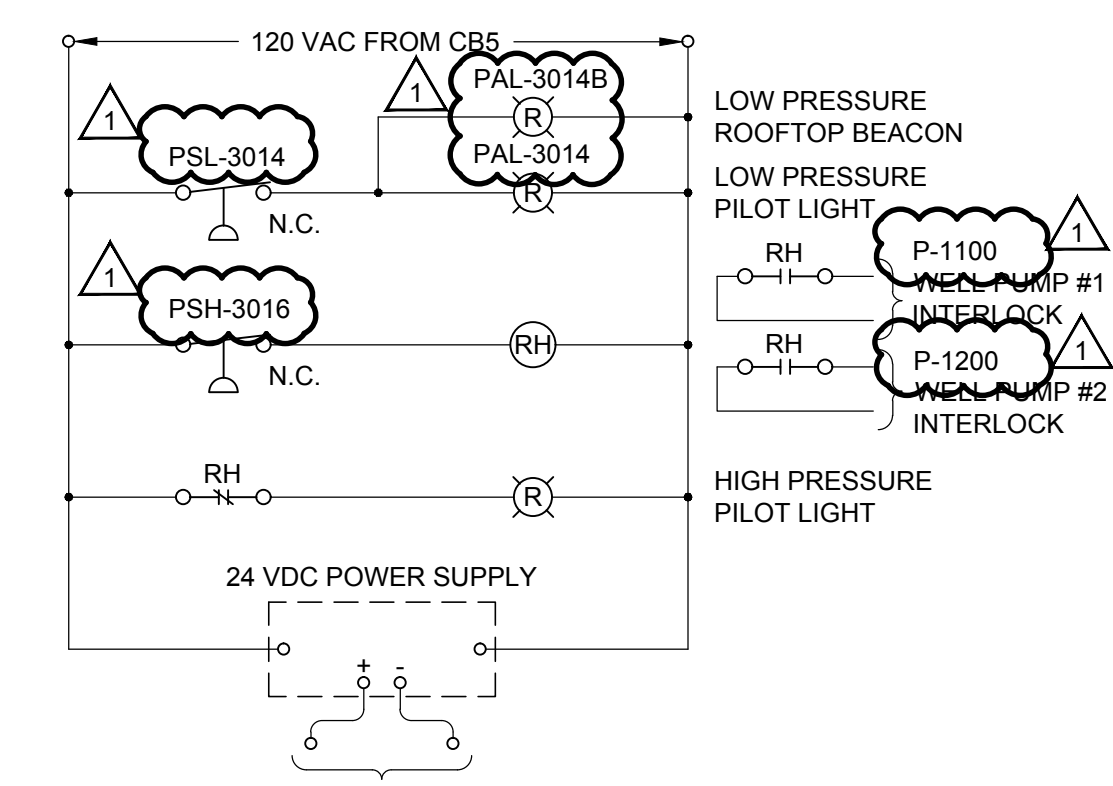 120 VAC FROM CB5
1
PAL-3014B
R
LOW PRESSURE
ROOFTOP BEACON
1
PSL-3014
PAL-3014
R
LOW PRESSURE
PILOT LIGHT
N.C.
RH
P-1100
1
WELL PUMP #1
INTERLOCK
1
PSH-3016
N.C.
RH
RH
P-1200
1
WELL PUMP #2
INTERLOCK
RH
R
HIGH PRESSURE
PILOT LIGHT
24 VDC POWER SUPPLY
+ -